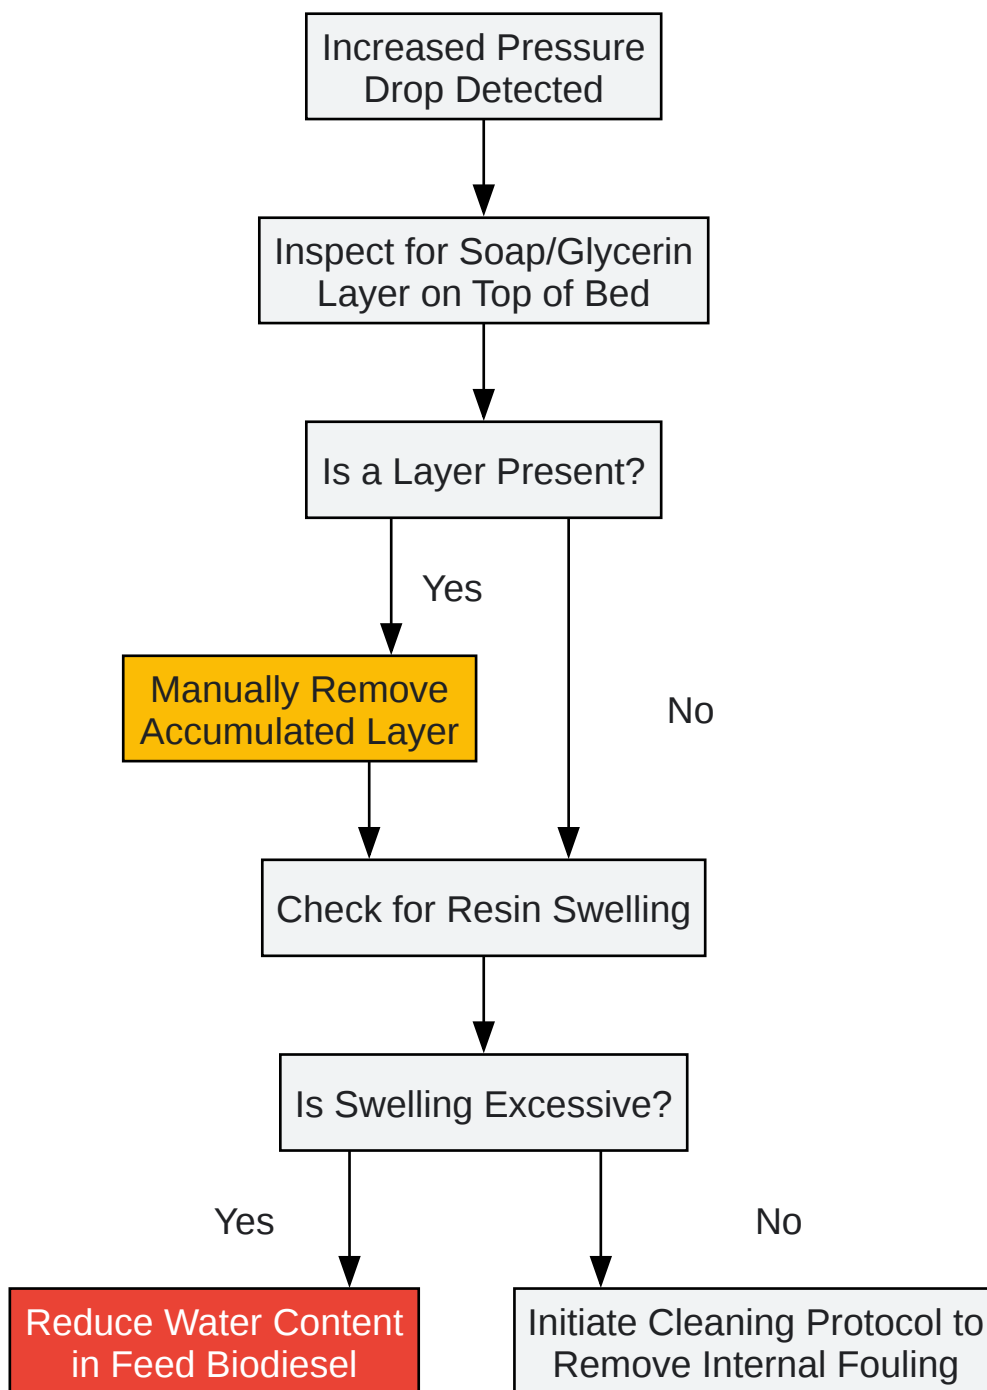 Increased Pressure
Drop Detected
Inspect for Soap/Glycerin
Layer on Top of Bed
Is a Layer Present?
Yes
Manually Remove
Accumulated Layer
No
Check for Resin Swelling
Is Swelling Excessive?
Yes
No
Reduce Water Content
in Feed Biodiesel
Initiate Cleaning Protocol to
Remove Internal Fouling